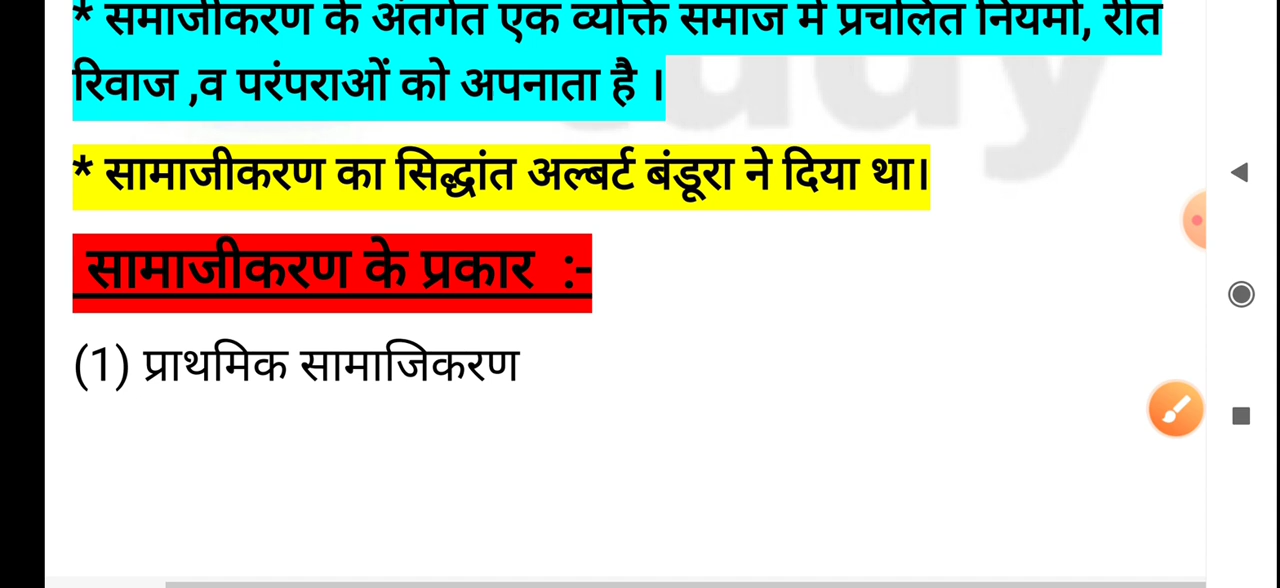 * समाजीकरण के अंतर्गत एक व्यक्ति समाज में प्रचलित नियमों, रीत
रिवाज ,व परंपराओं को अपनाता है ।
* सामाजीकरण का सिद्धांत अल्बर्ट बंडूरा ने दिया था।
सामाजीकरण के प्रकार :-
(1) प्राथमिक सामाजिकरण